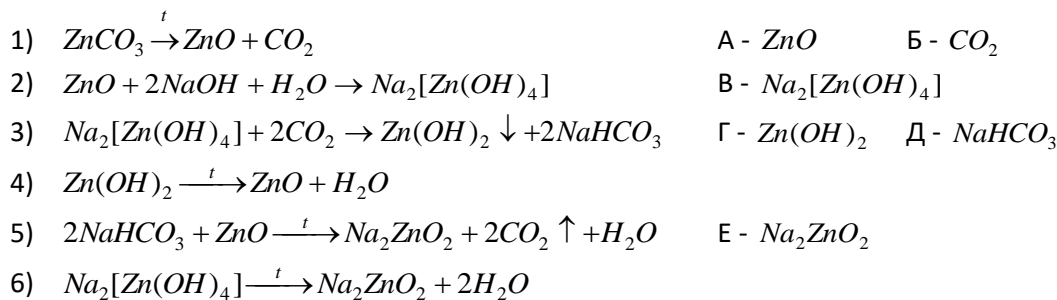 1) ZnCO₃ →ᵗ ZnO + CO₂ А - ZnO Б - CO₂
2) ZnO + 2NaOH + H₂O → Na₂[Zn(OH)₄] В - Na₂[Zn(OH)₄]
3) Na₂[Zn(OH)₄] + 2CO₂ → Zn(OH)₂ ↓ +2NaHCO₃ Г - Zn(OH)₂ Д - NaHCO₃
4) Zn(OH)₂ —ᵗ→ ZnO + H₂O
5) 2NaHCO₃ + ZnO —ᵗ→ Na₂ZnO₂ + 2CO₂ ↑ +H₂O Е - Na₂ZnO₂
6) Na₂[Zn(OH)₄] —ᵗ→ Na₂ZnO₂ + 2H₂O